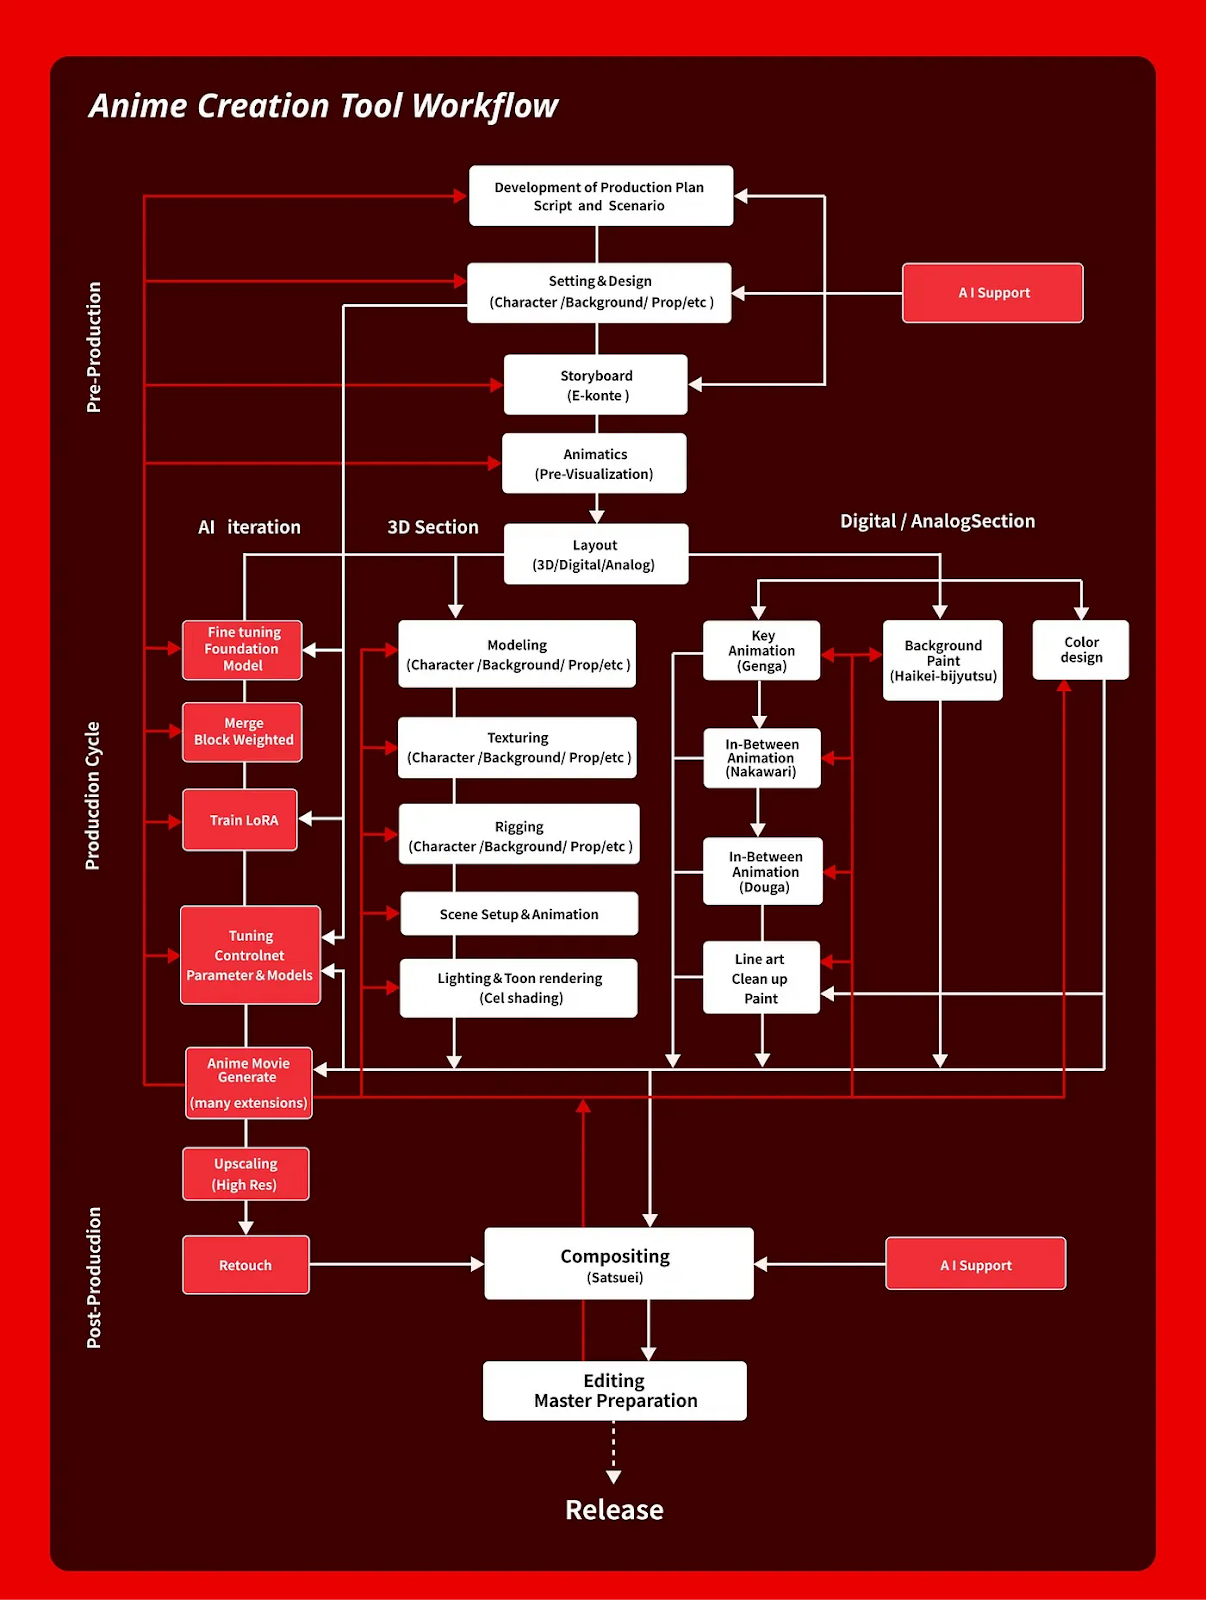 Anime Creation Tool Workflow
Pre-Production
Development of Production Plan
Script and Scenario
Setting & Design
(Character /Background/ Prop/etc )
A I Support
Storyboard
(E-konte )
Animatics
(Pre-Visualization)
Layout
(3D/Digital/Analog)
Producdion Cycle
AI iteration
Fine tuning
Foundation
Model
Merge
Block Weighted
Train LoRA
Tuning
Controlnet
Parameter & Models
Anime Movie
Generate
(many extensions)
3D Section
Modeling
(Character /Background/ Prop/etc )
Texturing
(Character /Background/ Prop/etc )
Rigging
(Character /Background/ Prop/etc )
Scene Setup & Animation
Lighting & Toon rendering
(Cel shading)
Digital / AnalogSection
Key
Animation
(Genga)
In-Between
Animation
(Nakawari)
In-Between
Animation
(Douga)
Line art
Clean up
Paint
Background
Paint
(Haikei-bijyutsu)
Color
design
Post-Producdion
Upscaling
(High Res)
Retouch
Compositing
(Satsuei)
A I Support
Editing
Master Preparation
Release